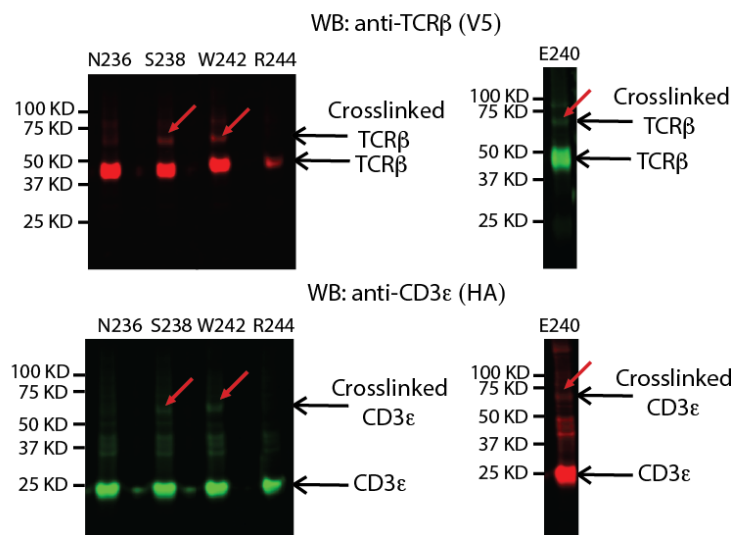 WB: anti-TCRβ (V5)
N236 S238 W242 R244
100 KD
75 KD
50 KD
37 KD
25 KD
Crosslinked
TCRβ
TCRβ
E240
100 KD
75 KD
50 KD
37 KD
25 KD
Crosslinked
TCRβ
TCRβ
WB: anti-CD3ε (HA)
N236 S238 W242 R244
100 KD
75 KD
50 KD
37 KD
25 KD
Crosslinked
CD3ε
CD3ε
E240
100 KD
75 KD
50 KD
37 KD
25 KD
Crosslinked
CD3ε
CD3ε